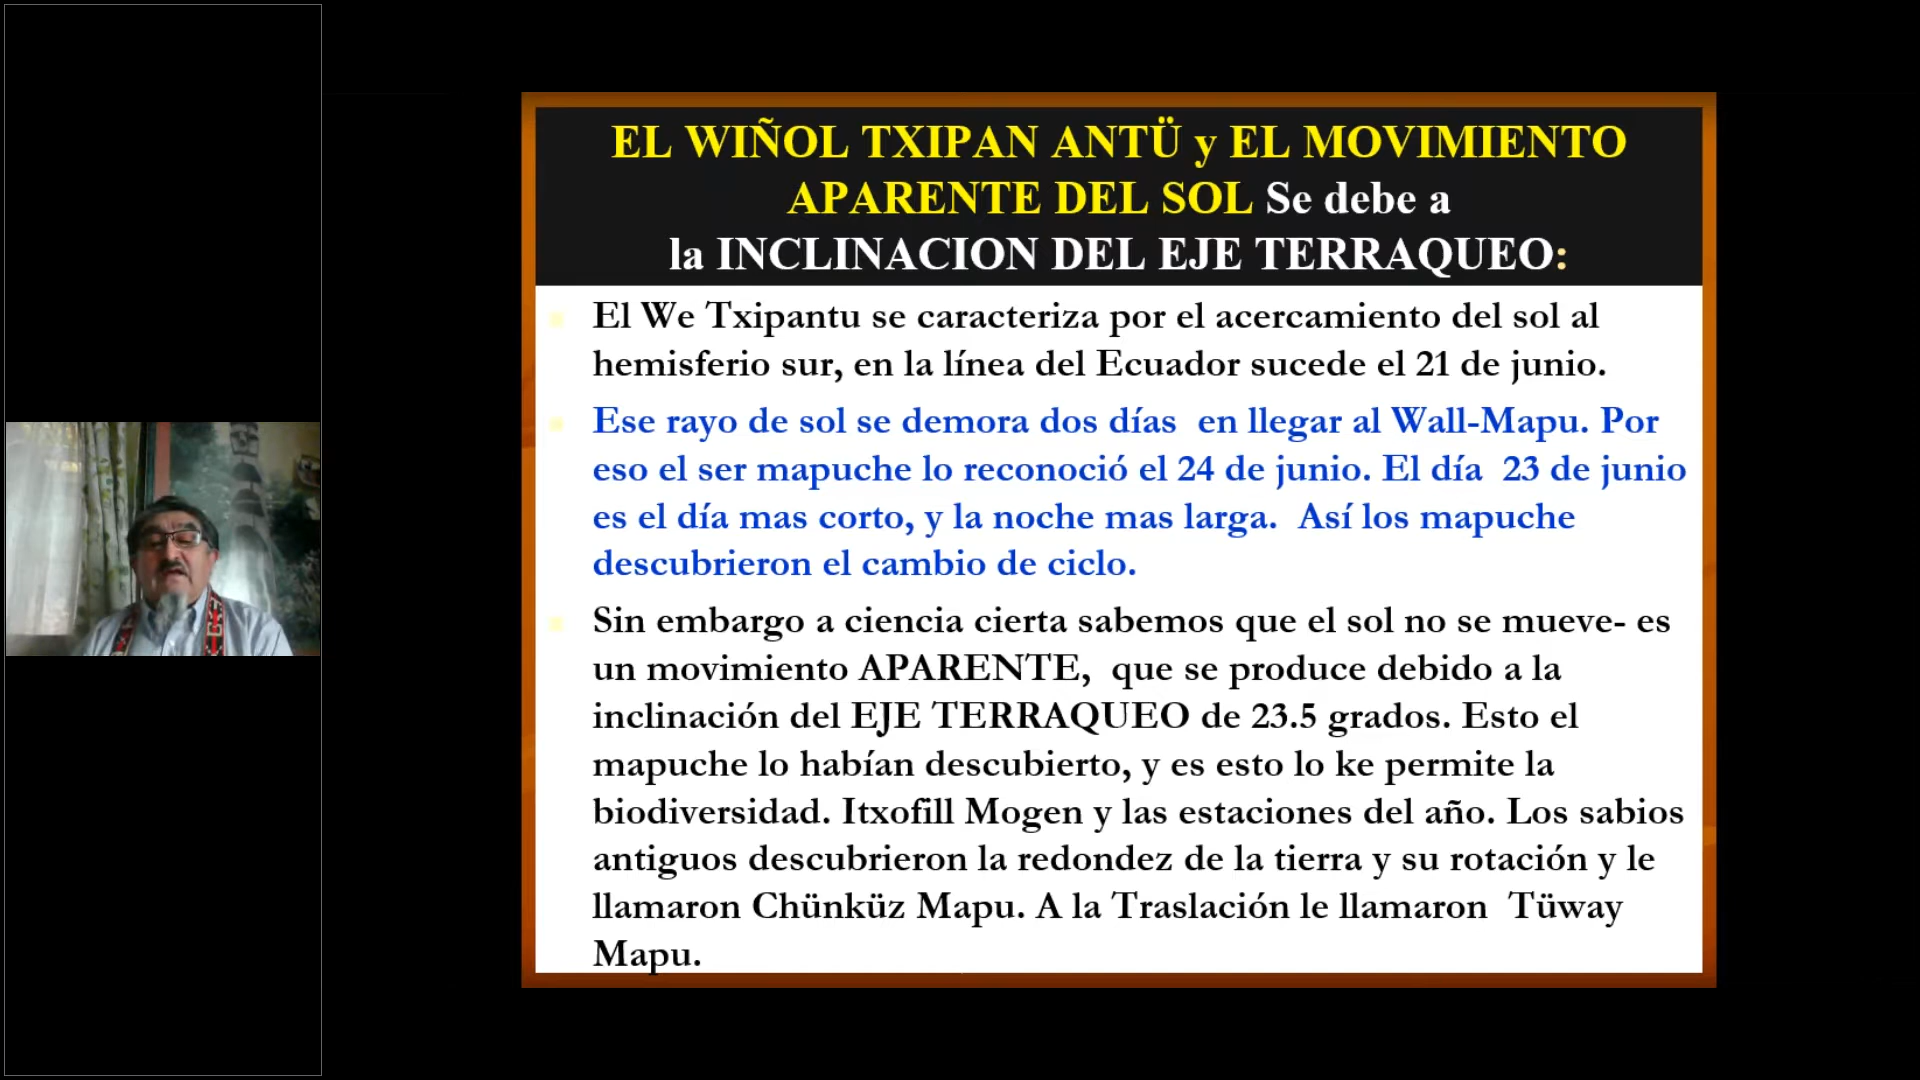 EL WIÑOL TXIPAN ANTÜ y EL MOVIMIENTO
APARENTE DEL SOL Se debe a
la INCLINACION DEL EJE TERRAQUEO:
El We Txipantu se caracteriza por el acercamiento del sol al
hemisferio sur, en la línea del Ecuador sucede el 21 de junio.
Ese rayo de sol se demora dos días en llegar al Wall-Mapu. Por
eso el ser mapuche lo reconoció el 24 de junio. El día 23 de junio
es el día mas corto, y la noche mas larga. Así los mapuche
descubrieron el cambio de ciclo.
Sin embargo a ciencia cierta sabemos que el sol no se mueve- es
un movimiento APARENTE, que se produce debido a la
inclinación del EJE TERRAQUEO de 23.5 grados. Esto el
mapuche lo habían descubierto, y es esto lo ke permite la
biodiversidad. Itxofill Mogen y las estaciones del año. Los sabios
antiguos descubrieron la redondez de la tierra y su rotación y le
llamaron Chünküz Mapu. A la Traslación le llamaron Tüway
Mapu.